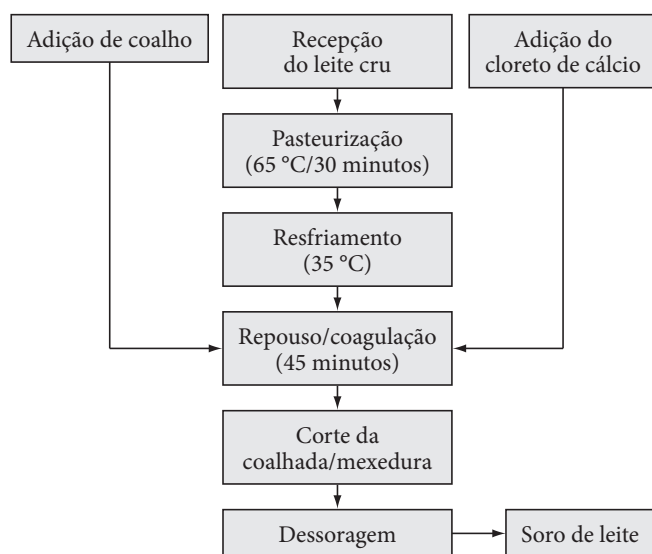 Adição de coalho
Recepção
do leite cru
Adição do
cloreto de cálcio
Pasteurização
(65 °C/30 minutos)
Resfriamento
(35 °C)
Repouso/coagulação
(45 minutos)
Corte da
coalhada/mexedura
Dessoragem
Soro de leite